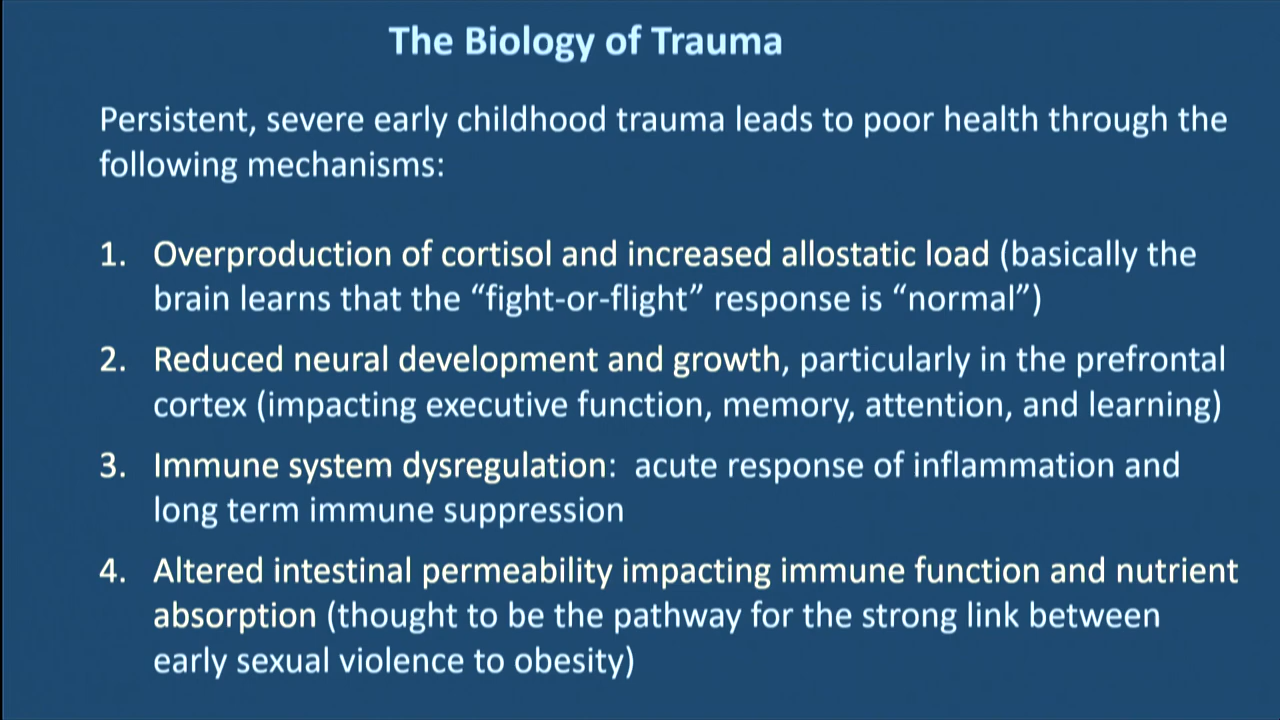 The Biology of Trauma
Persistent, severe early childhood trauma leads to poor health through the
following mechanisms:
1. Overproduction of cortisol and increased allostatic load (basically the
brain learns that the “fight-or-flight” response is “normal”)
2. Reduced neural development and growth, particularly in the prefrontal
cortex (impacting executive function, memory, attention, and learning)
3. Immune system dysregulation:  acute response of inflammation and
long term immune suppression
4. Altered intestinal permeability impacting immune function and nutrient
absorption (thought to be the pathway for the strong link between
early sexual violence to obesity)